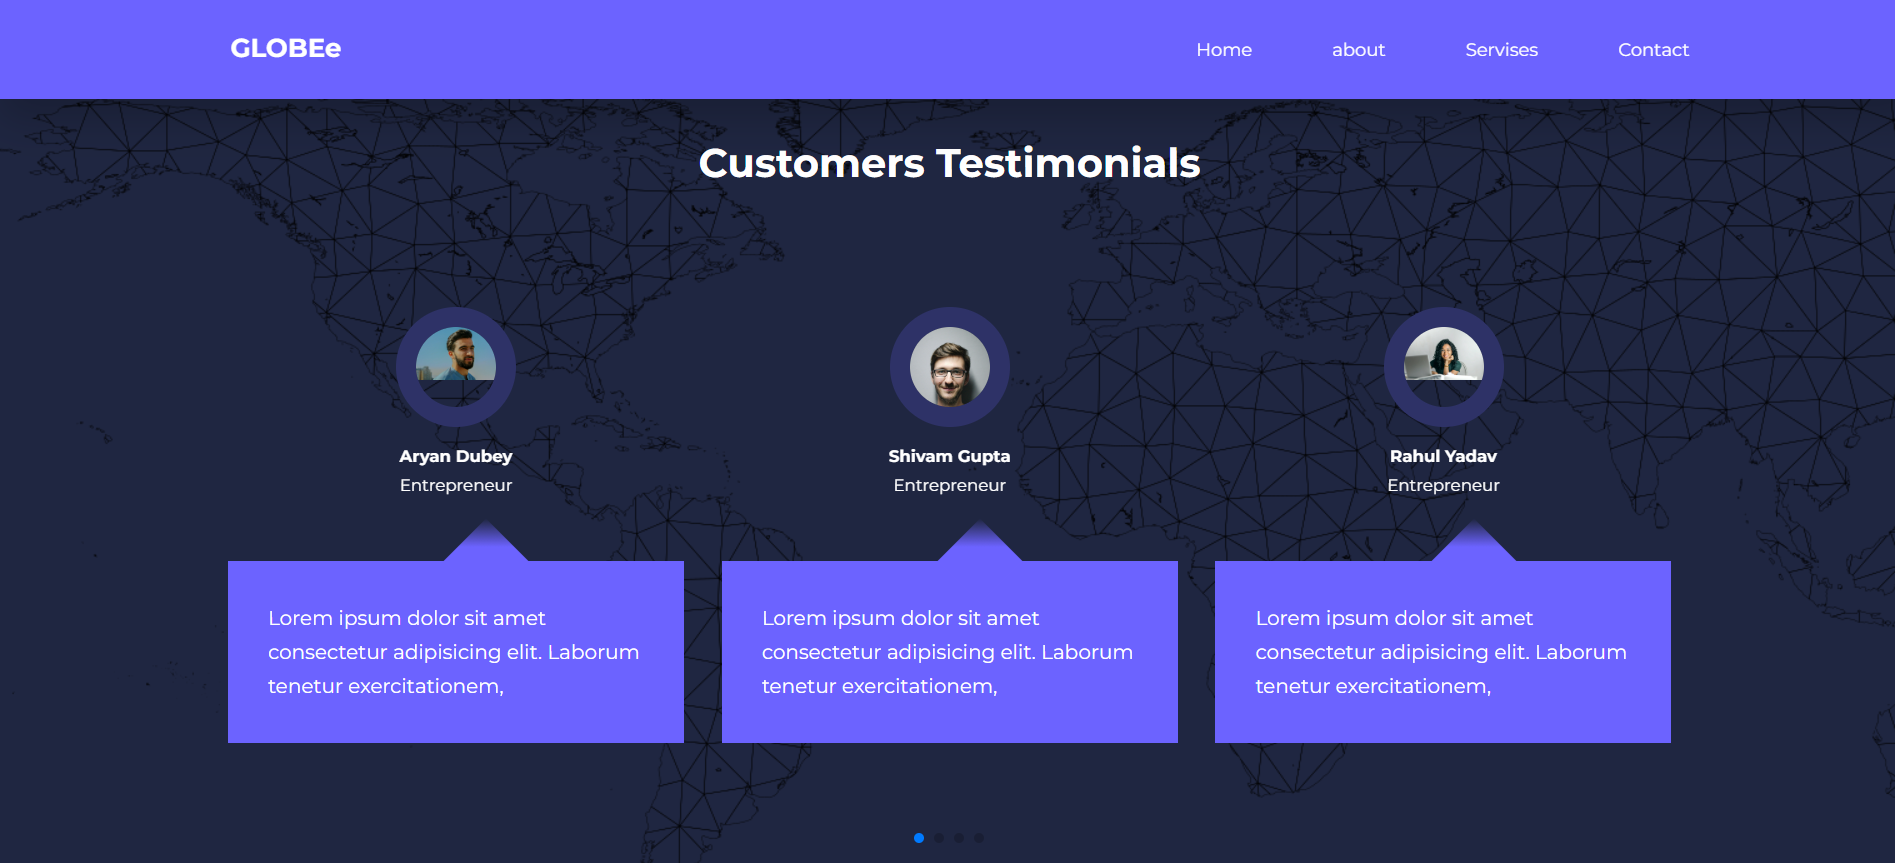 GLOBEe
Home about Servises Contact
Customers Testimonials
Aryan Dubey
Entrepreneur
Lorem ipsum dolor sit amet
consectetur adipisicing elit. Laborum
tenetur exercitationem,
Shivam Gupta
Entrepreneur
Lorem ipsum dolor sit amet
consectetur adipisicing elit. Laborum
tenetur exercitationem,
Rahul Yadav
Entrepreneur
Lorem ipsum dolor sit amet
consectetur adipisicing elit. Laborum
tenetur exercitationem,